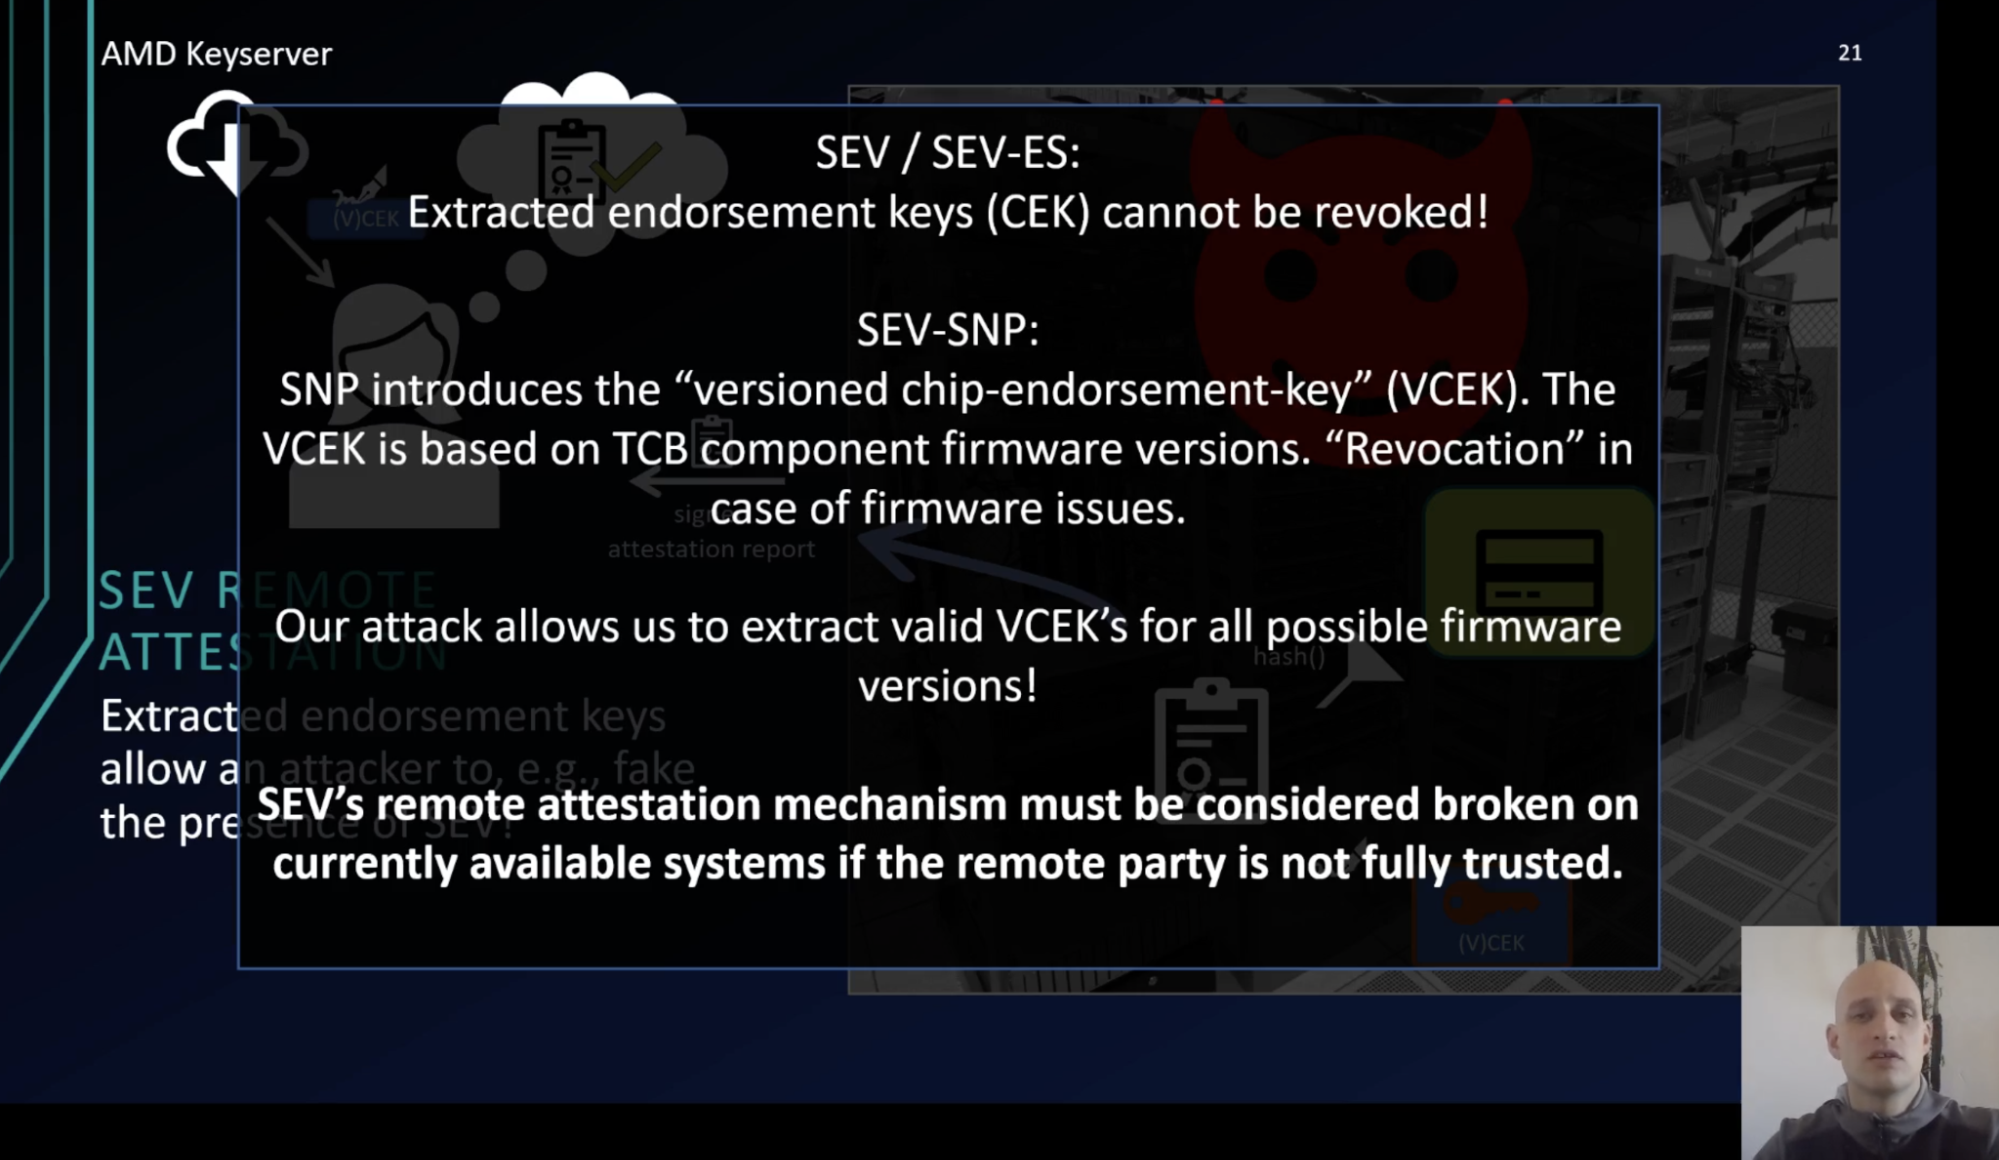 AMD Keyserver
21
SEV / SEV-ES:
(V)CEK
Extracted endorsement keys (CEK) cannot be revoked!
SEV-SNP:
SNP introduces the “versioned chip-endorsement-key” (VCEK). The
VCEK is based on TCB component firmware versions. “Revocation” in
case of firmware issues.
attestation report
SEV REMOTE
ATTESTATION
Our attack allows us to extract valid VCEK’s for all possible firmware
versions!
hash()
Extracted endorsement keys
allow an attacker to, e.g., fake
the presence of SEV!
SEV’s remote attestation mechanism must be considered broken on
currently available systems if the remote party is not fully trusted.
(V)CEK